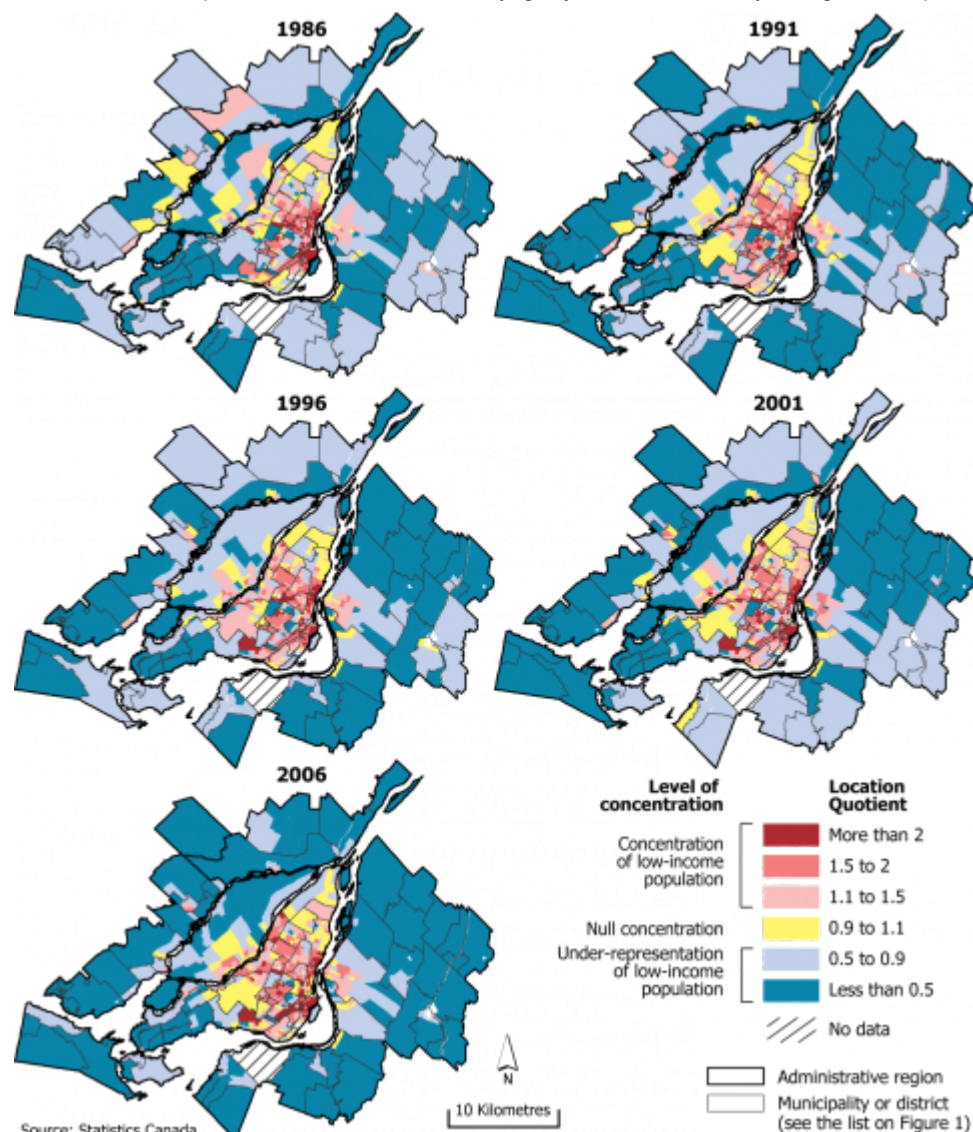 1986
1991
1996
2001
2006
Level of concentration
Location Quotient
Concentration of low-income population
More than 2
1.5 to 2
1.1 to 1.5
Null concentration
0.9 to 1.1
Under-representation of low-income population
0.5 to 0.9
Less than 0.5
No data
N
10 Kilometres
Administrative region
Municipality or district
(see the list on Figure 1)
Source: Statistics Canada